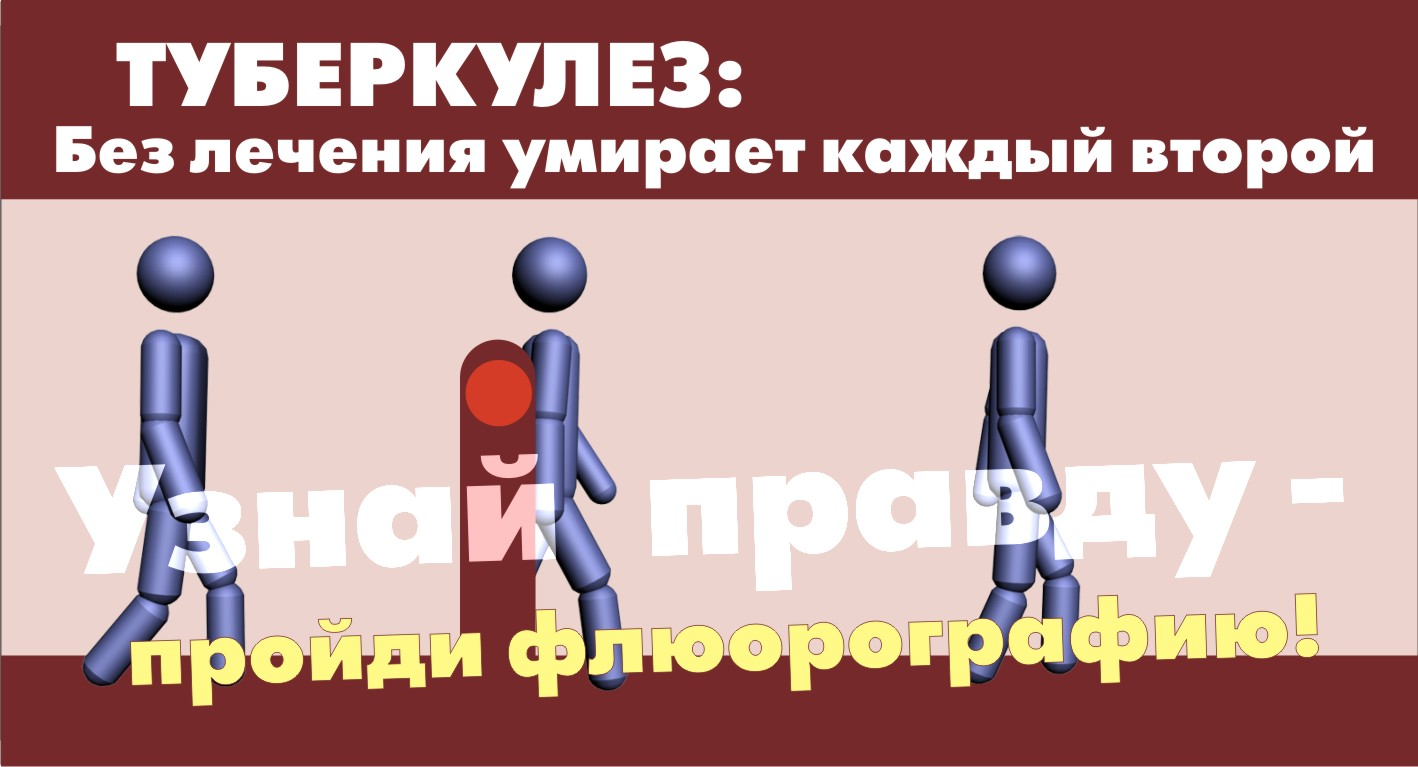 ТУБЕРКУЛЕЗ:
Без лечения умирает каждый второй
Узнай правду -
пройди флюорографию!